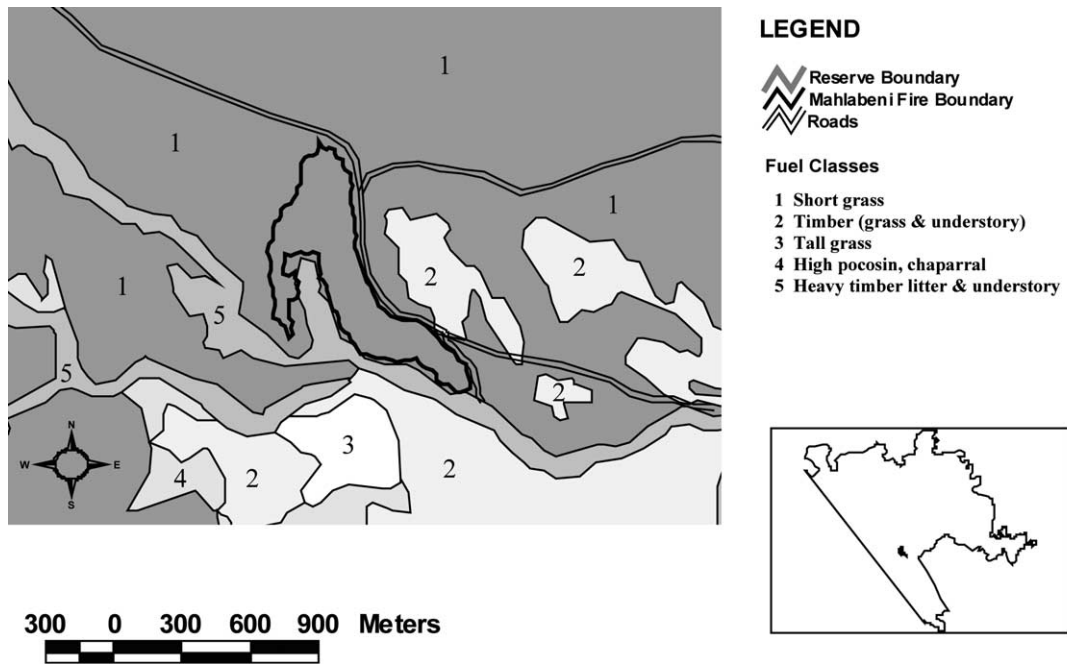 1
1
1
2
2
1
5
5
2
3
2
4
2
N
W E
S
LEGEND
Reserve Boundary
Mahlabeni Fire Boundary
Roads
Fuel Classes
1 Short grass
2 Timber (grass & understory)
3 Tall grass
4 High pocosin, chaparral
5 Heavy timber litter & understory
300 0 300 600 900 Meters